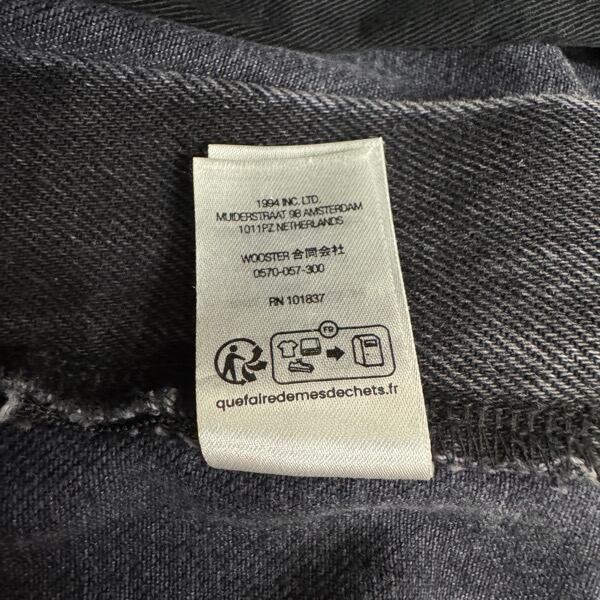 1994 INC. LTD.
MUIDERSTRAAT 9B AMSTERDAM
1011PZ NETHERLANDS
WOOSTER 合同会社
0570-057-300
RN 101837
FR
quefairedemesdechets.fr